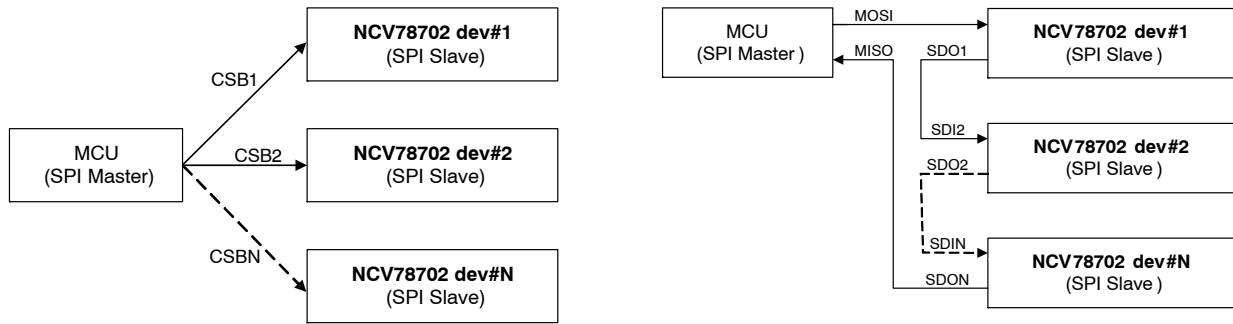 NCV78702 dev#1
(SPI Slave)
CSB1
MCU
(SPI Master)
CSB2
NCV78702 dev#2
(SPI Slave)
CSBN
NCV78702 dev#N
(SPI Slave)
MCU
(SPI Master )
MOSI
MISO
NCV78702 dev#1
(SPI Slave )
SDO1
SDI2
NCV78702 dev#2
(SPI Slave )
SDO2
SDIN
NCV78702 dev#N
(SPI Slave )
SDON